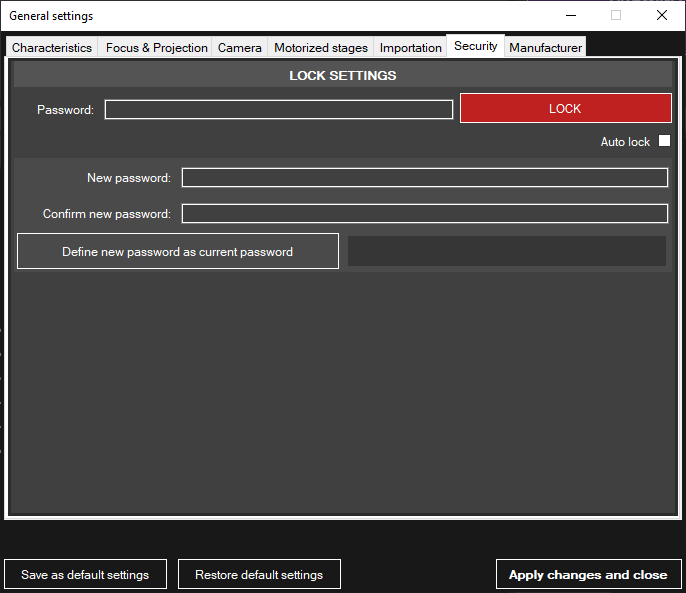 General settings
Characteristics Focus & Projection Camera Motorized stages Importation Security Manufacturer
LOCK SETTINGS
Password: LOCK
Auto lock
New password:
Confirm new password:
Define new password as current password
Save as default settings Restore default settings Apply changes and close